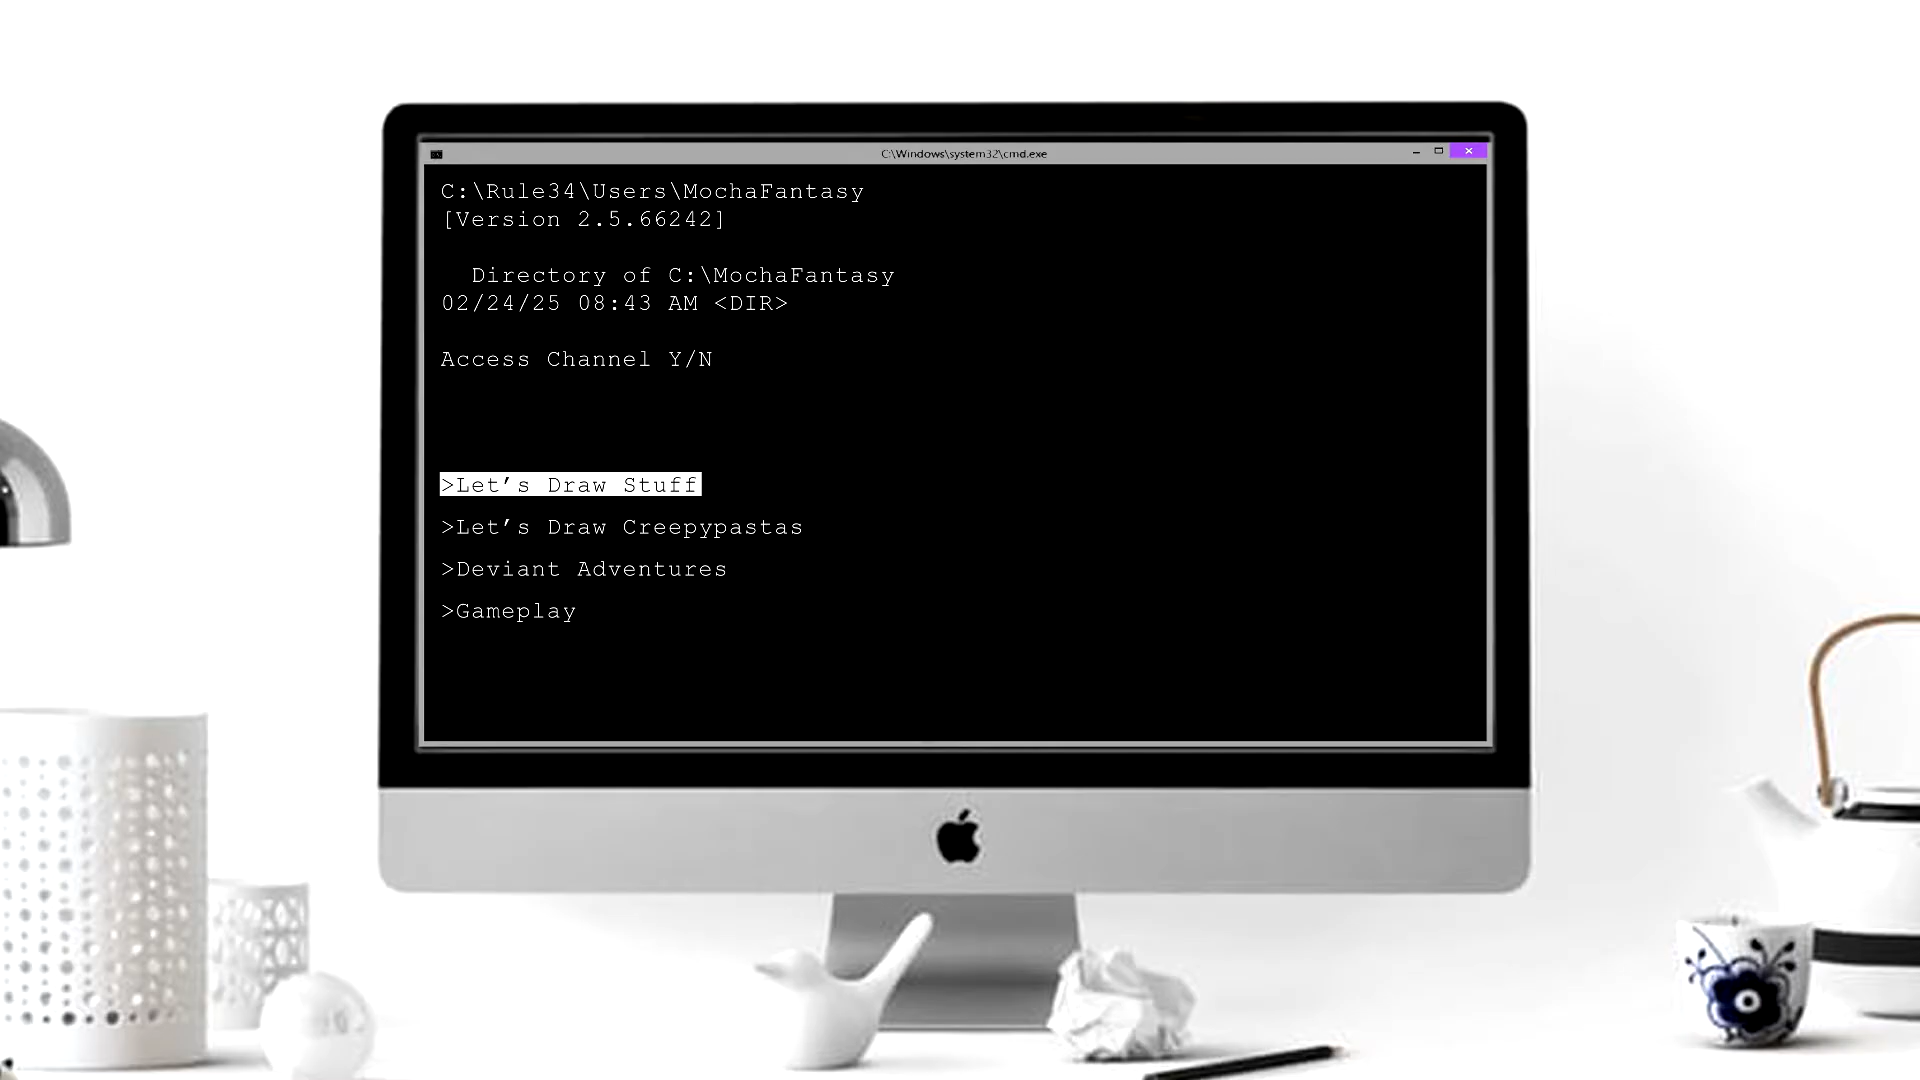 C:\Windows\system32\cmd.exe
C:\Rule34\Users\MochaFantasy
[Version 2.5.66242]
Directory of C:\MochaFantasy
02/24/25 08:43 AM <DIR>
Access Channel Y/N
>Let’s Draw Stuff
>Let’s Draw Creepypastas
>Deviant Adventures
>Gameplay